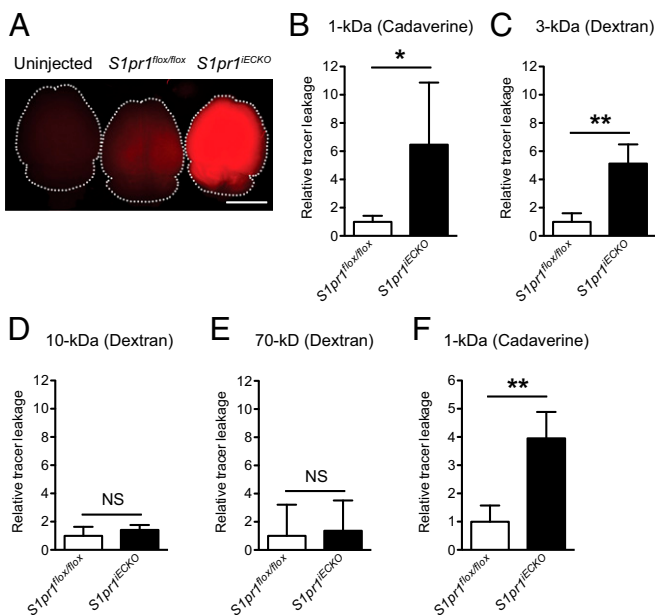 A
Uninjected S1pr1flox/flox S1pr1iECKO
B
1-kDa (Cadaverine)
Relative tracer leakage
12
10
8
6
4
2
0
*
S1pr1flox/flox
S1pr1iECKO
C
3-kDa (Dextran)
Relative tracer leakage
12
10
8
6
4
2
0
**
S1pr1flox/flox
S1pr1iECKO
D
10-kDa (Dextran)
Relative tracer leakage
12
10
8
6
4
2
0
NS
S1pr1flox/flox
S1pr1iECKO
E
70-kD (Dextran)
Relative tracer leakage
12
10
8
6
4
2
0
NS
S1pr1flox/flox
S1pr1iECKO
F
1-kDa (Cadaverine)
Relative tracer leakage
6
5
4
3
2
1
0
**
S1pr1flox/flox
S1pr1iECKO